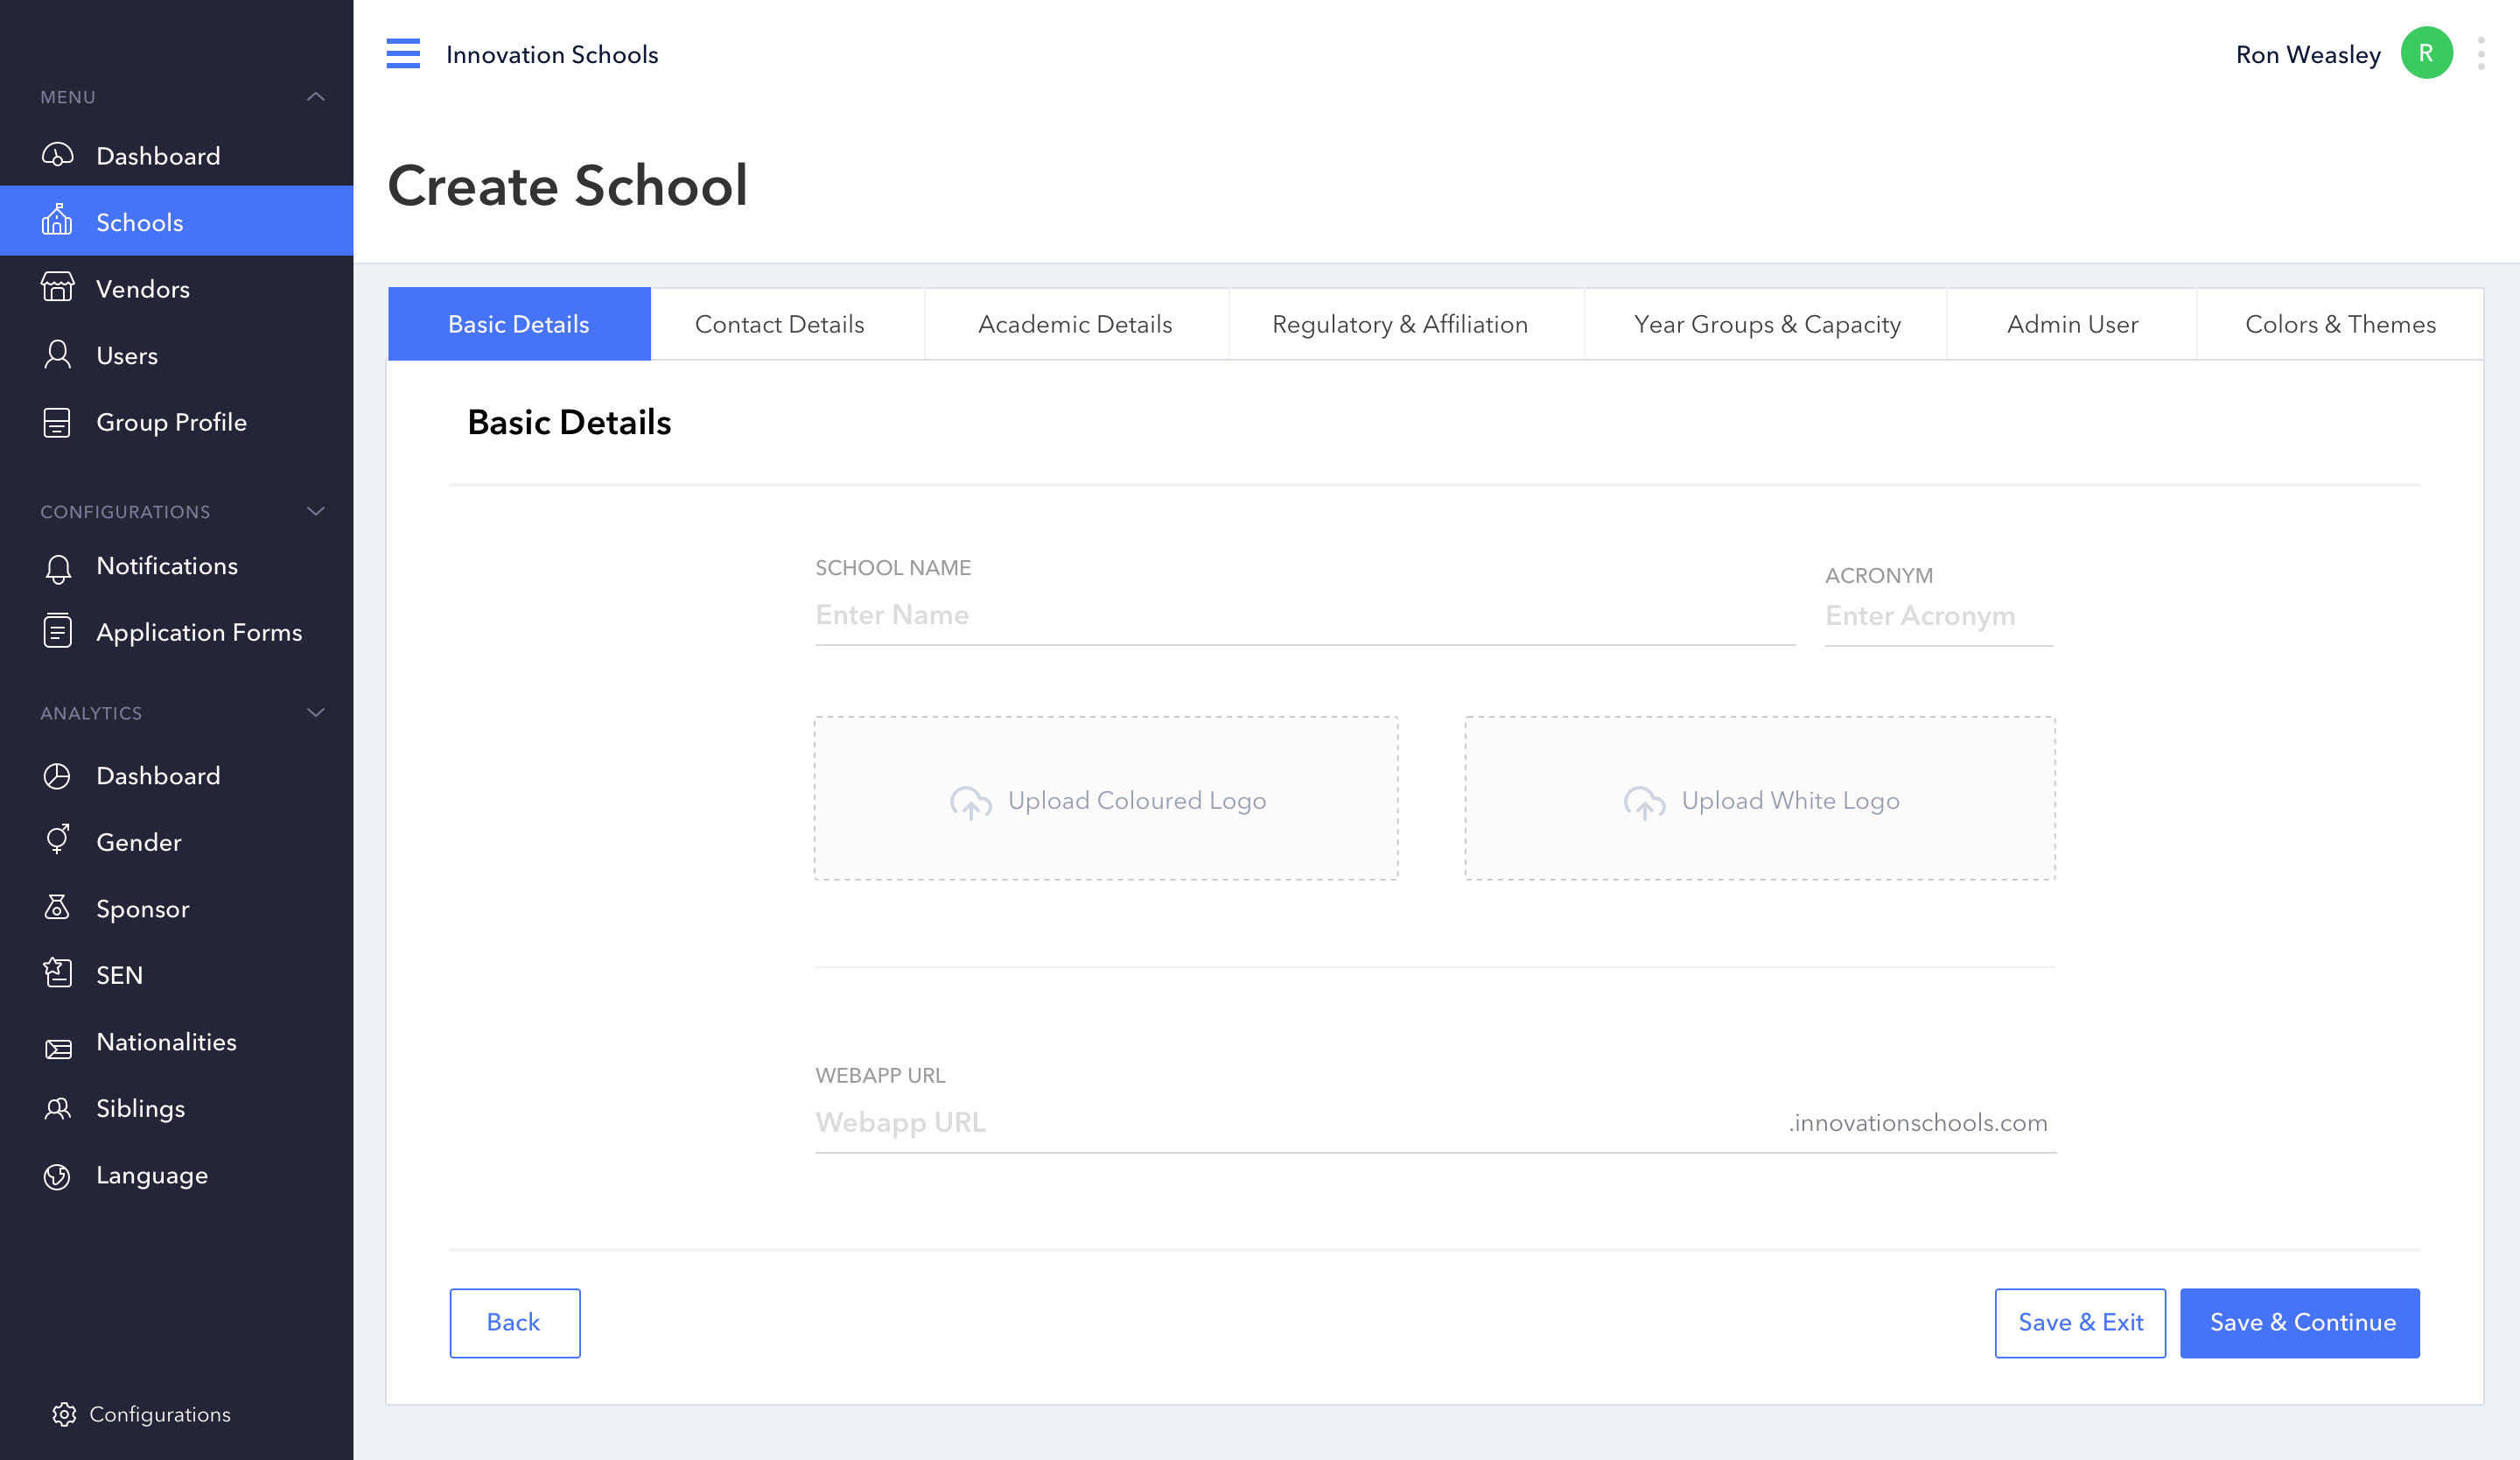 MENU
Dashboard
Schools
Vendors
Users
Group Profile
CONFIGURATIONS
Notifications
Application Forms
ANALYTICS
Dashboard
Gender
Sponsor
SEN
Nationalities
Siblings
Language
Configurations
Innovation Schools
Ron Weasley
R
Create School
Basic Details
Contact Details
Academic Details
Regulatory & Affiliation
Year Groups & Capacity
Admin User
Colors & Themes
Basic Details
SCHOOL NAME
Enter Name
ACRONYM
Enter Acronym
Upload Coloured Logo
Upload White Logo
WEBAPP URL
Webapp URL
.innovationschools.com
Back
Save & Exit
Save & Continue